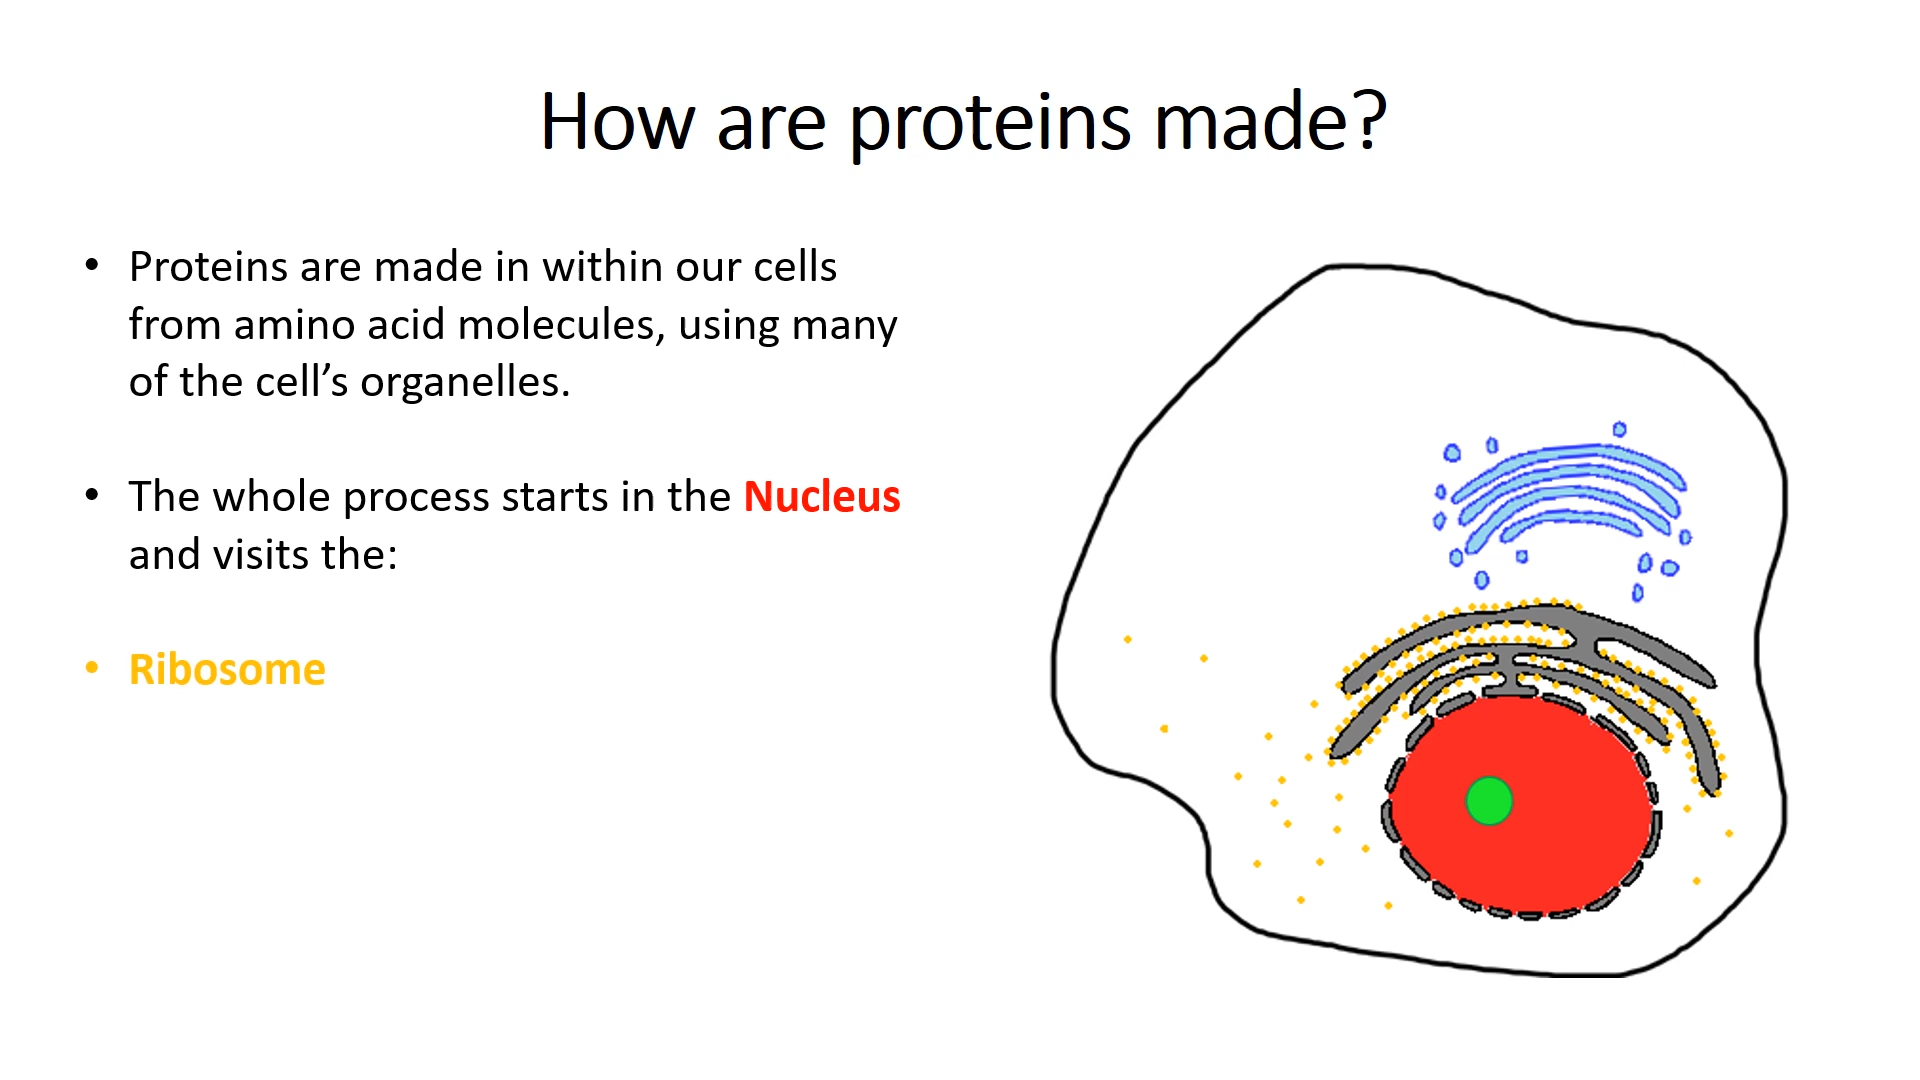 How are proteins made?
• Proteins are made in within our cells
from amino acid molecules, using many
of the cell’s organelles.
• The whole process starts in the Nucleus
and visits the:
• Ribosome